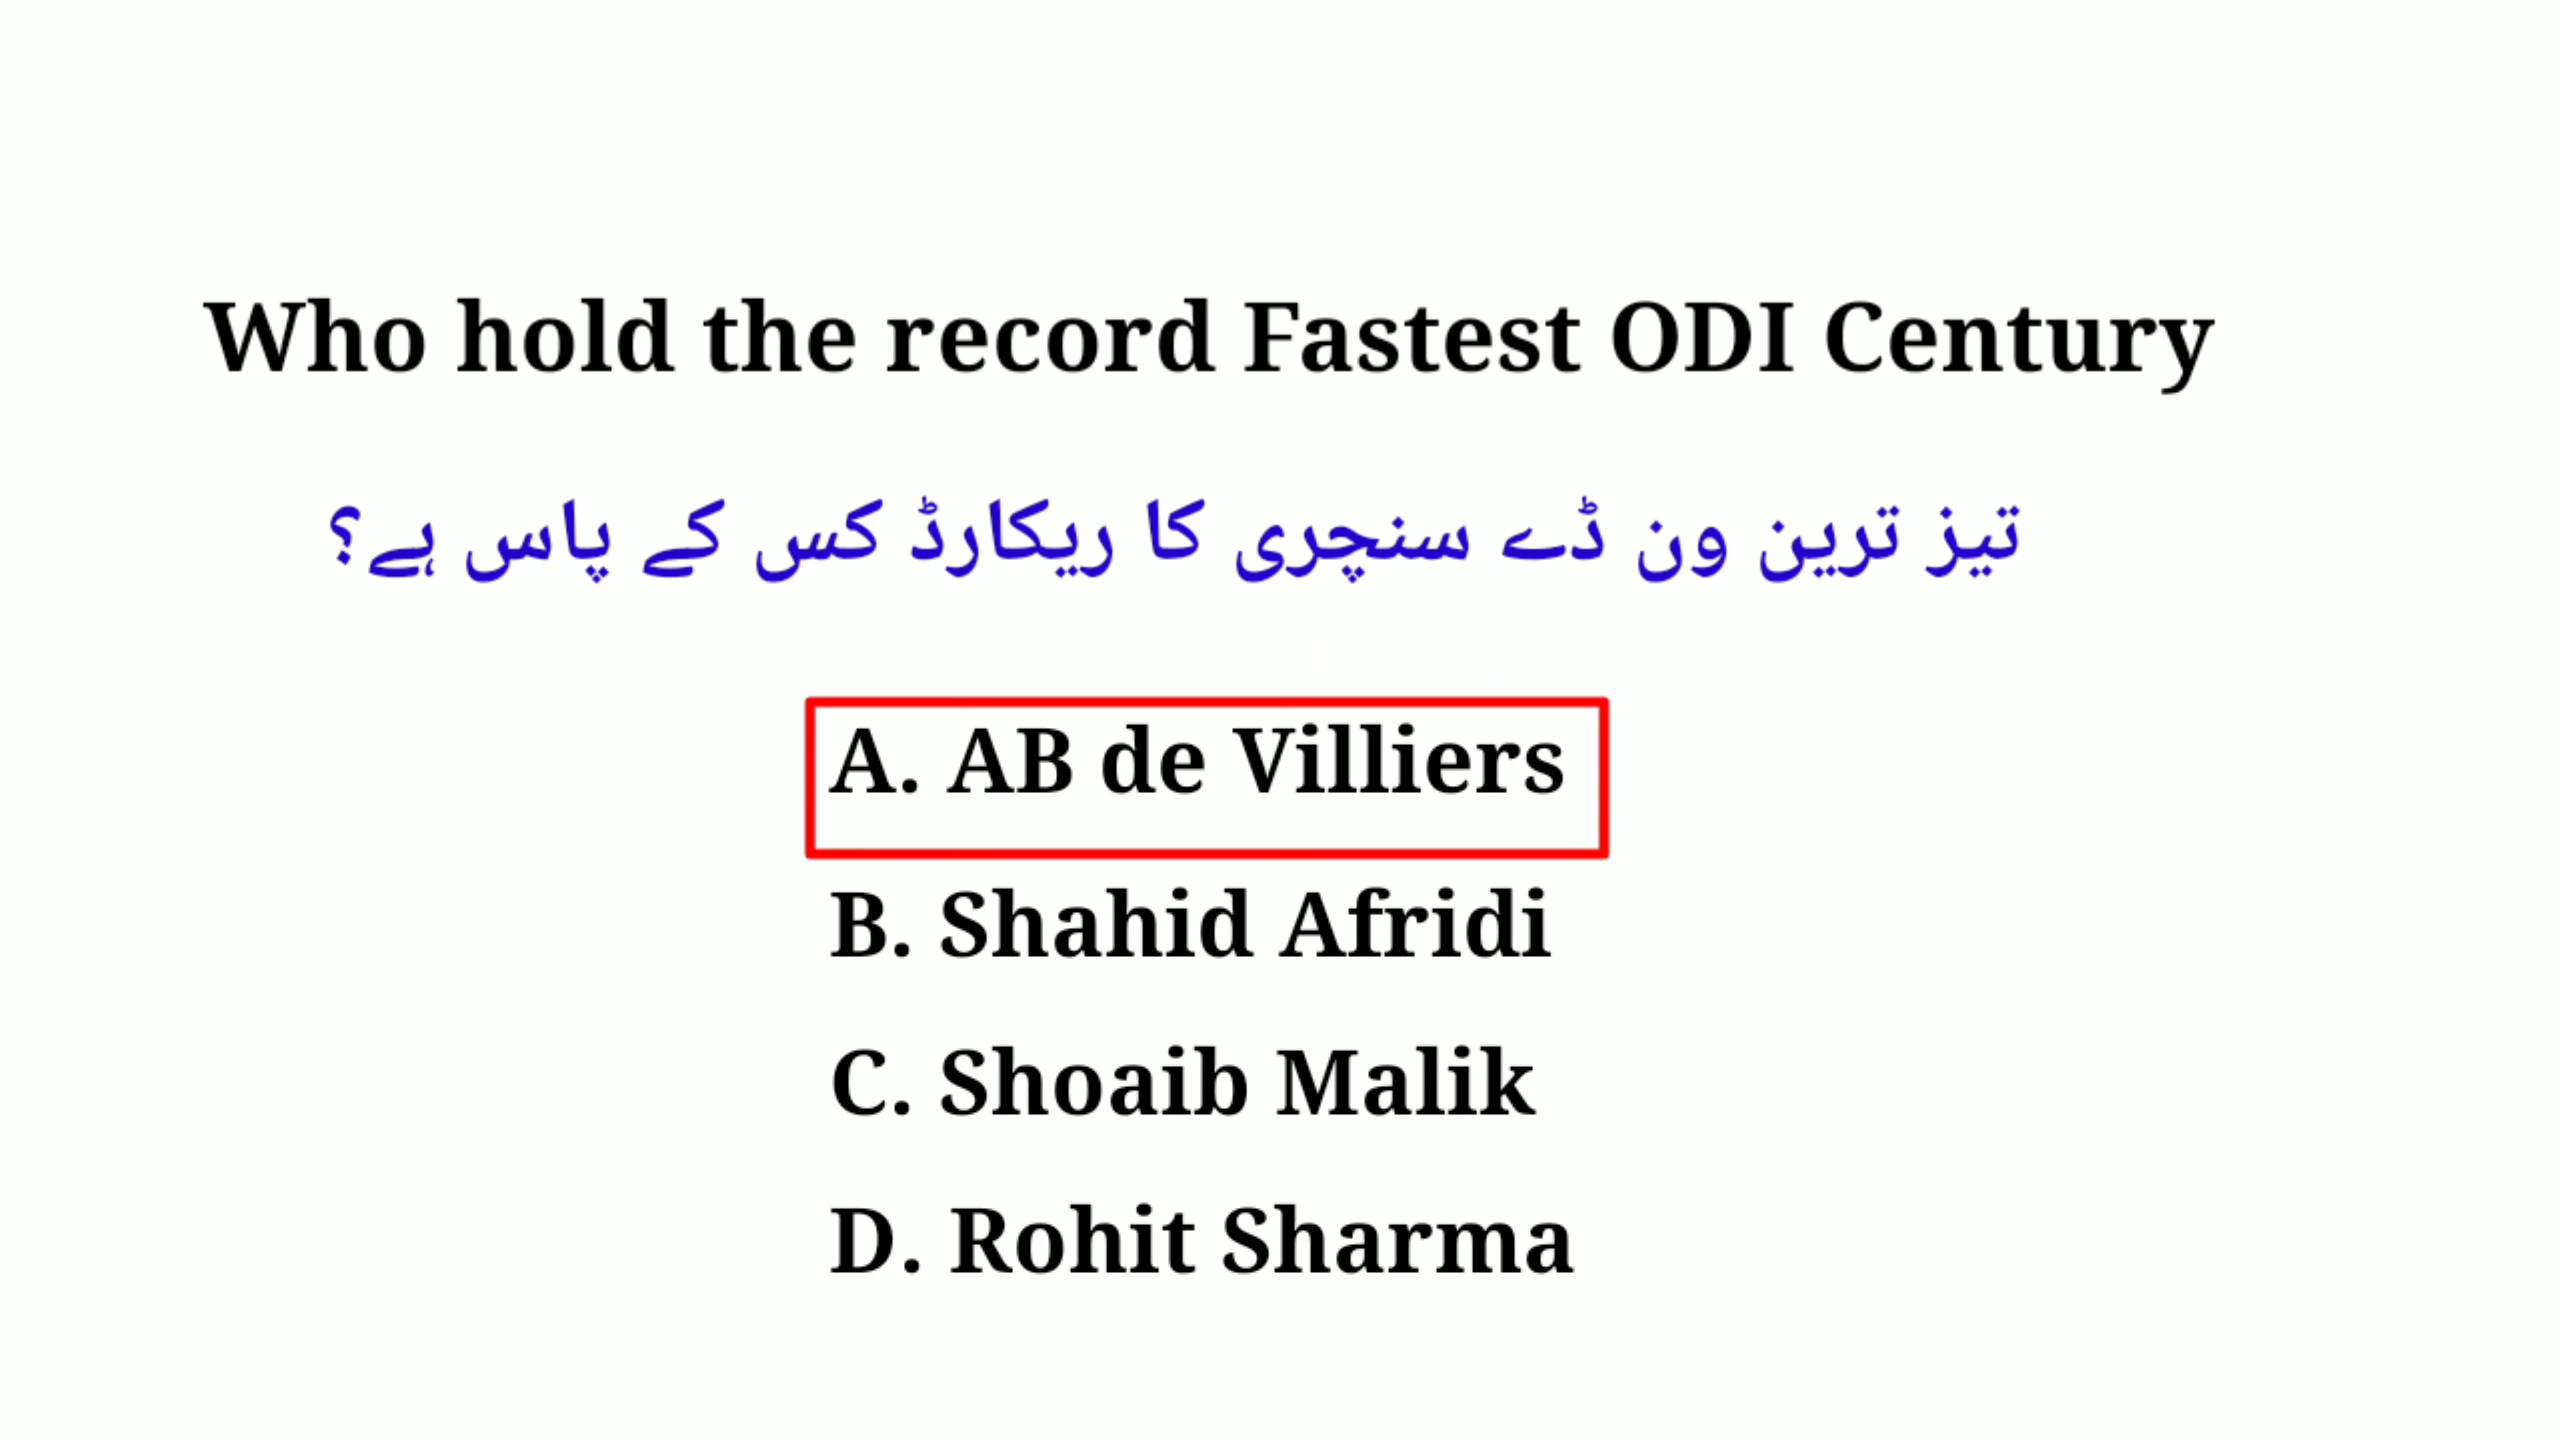 Who hold the record Fastest ODI Century
تیز ترین ون ڈے سنچری کا ریکارڈ کس کے پاس ہے؟
A. AB de Villiers
B. Shahid Afridi
C. Shoaib Malik
D. Rohit Sharma